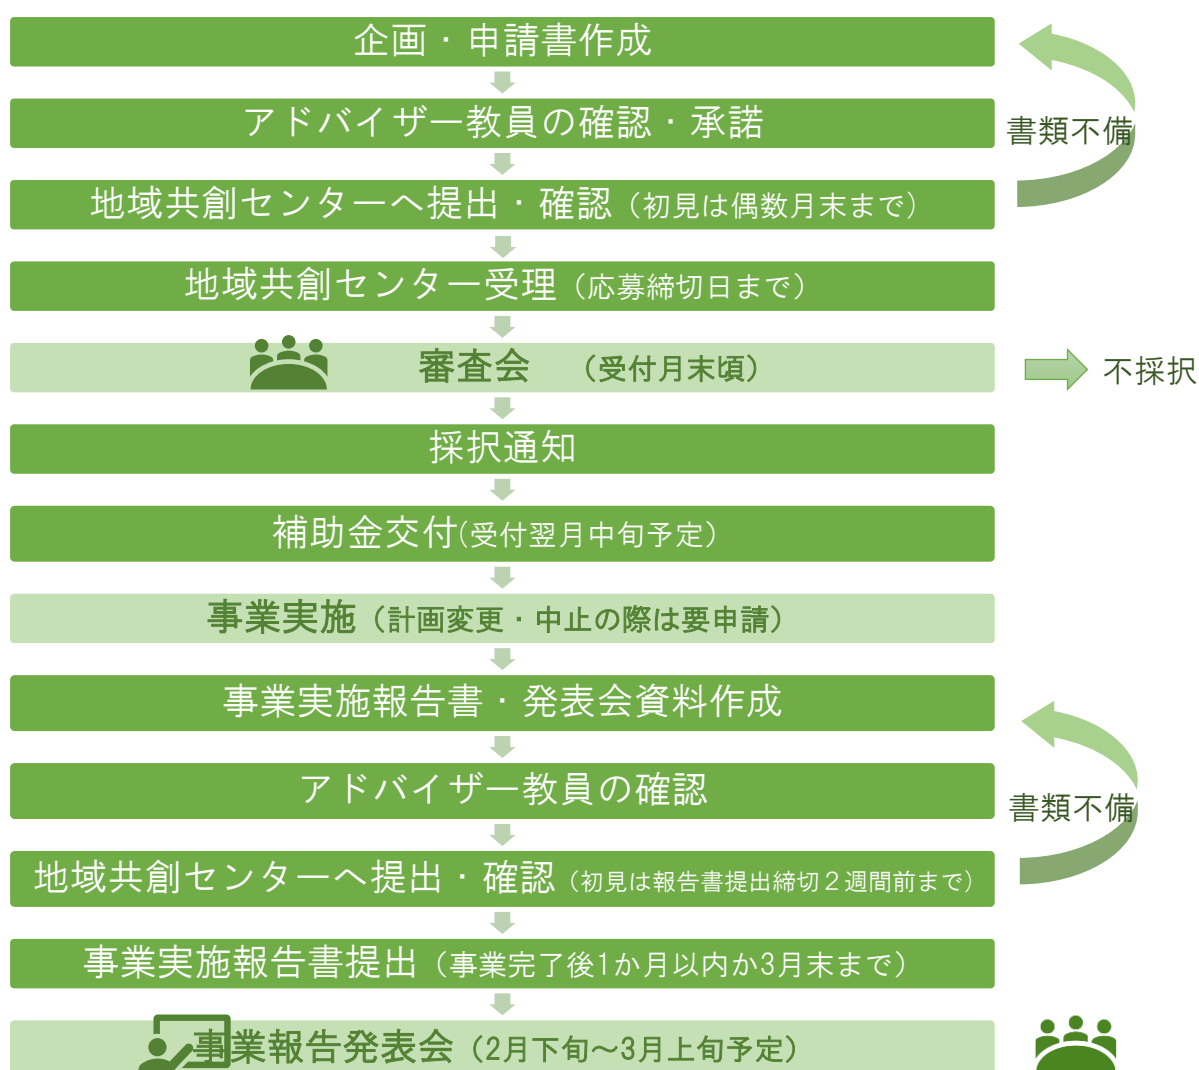 企画・申請書作成
アドバイザー教員の確認・承諾
書類不備
地域共創センターへ提出・確認（初見は偶数月末まで）
地域共創センター受理（応募締切日まで）
審査会　（受付月末頃）
不採択
採択通知
補助金交付(受付翌月中旬予定）
事業実施（計画変更・中止の際は要申請）
事業実施報告書・発表会資料作成
アドバイザー教員の確認
書類不備
地域共創センターへ提出・確認（初見は報告書提出締切２週間前まで）
事業実施報告書提出（事業完了後1か月以内か3月末まで）
事業報告発表会（2月下旬～3月上旬予定）